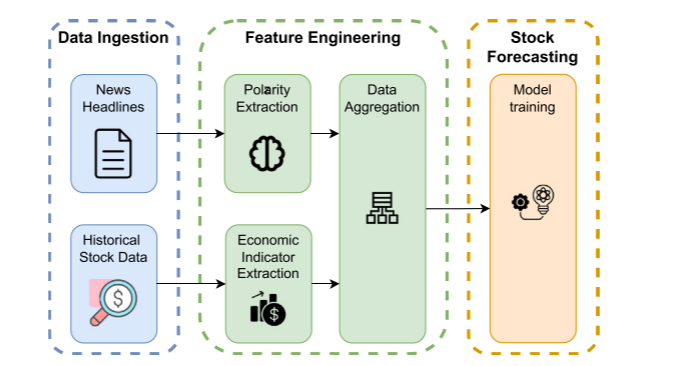 Data Ingestion
Feature Engineering
Stock
Forecasting
News
Headlines
Polarity
Extraction
Data
Aggregation
Model
training
Historical
Stock Data
$
Economic
Indicator
Extraction
$